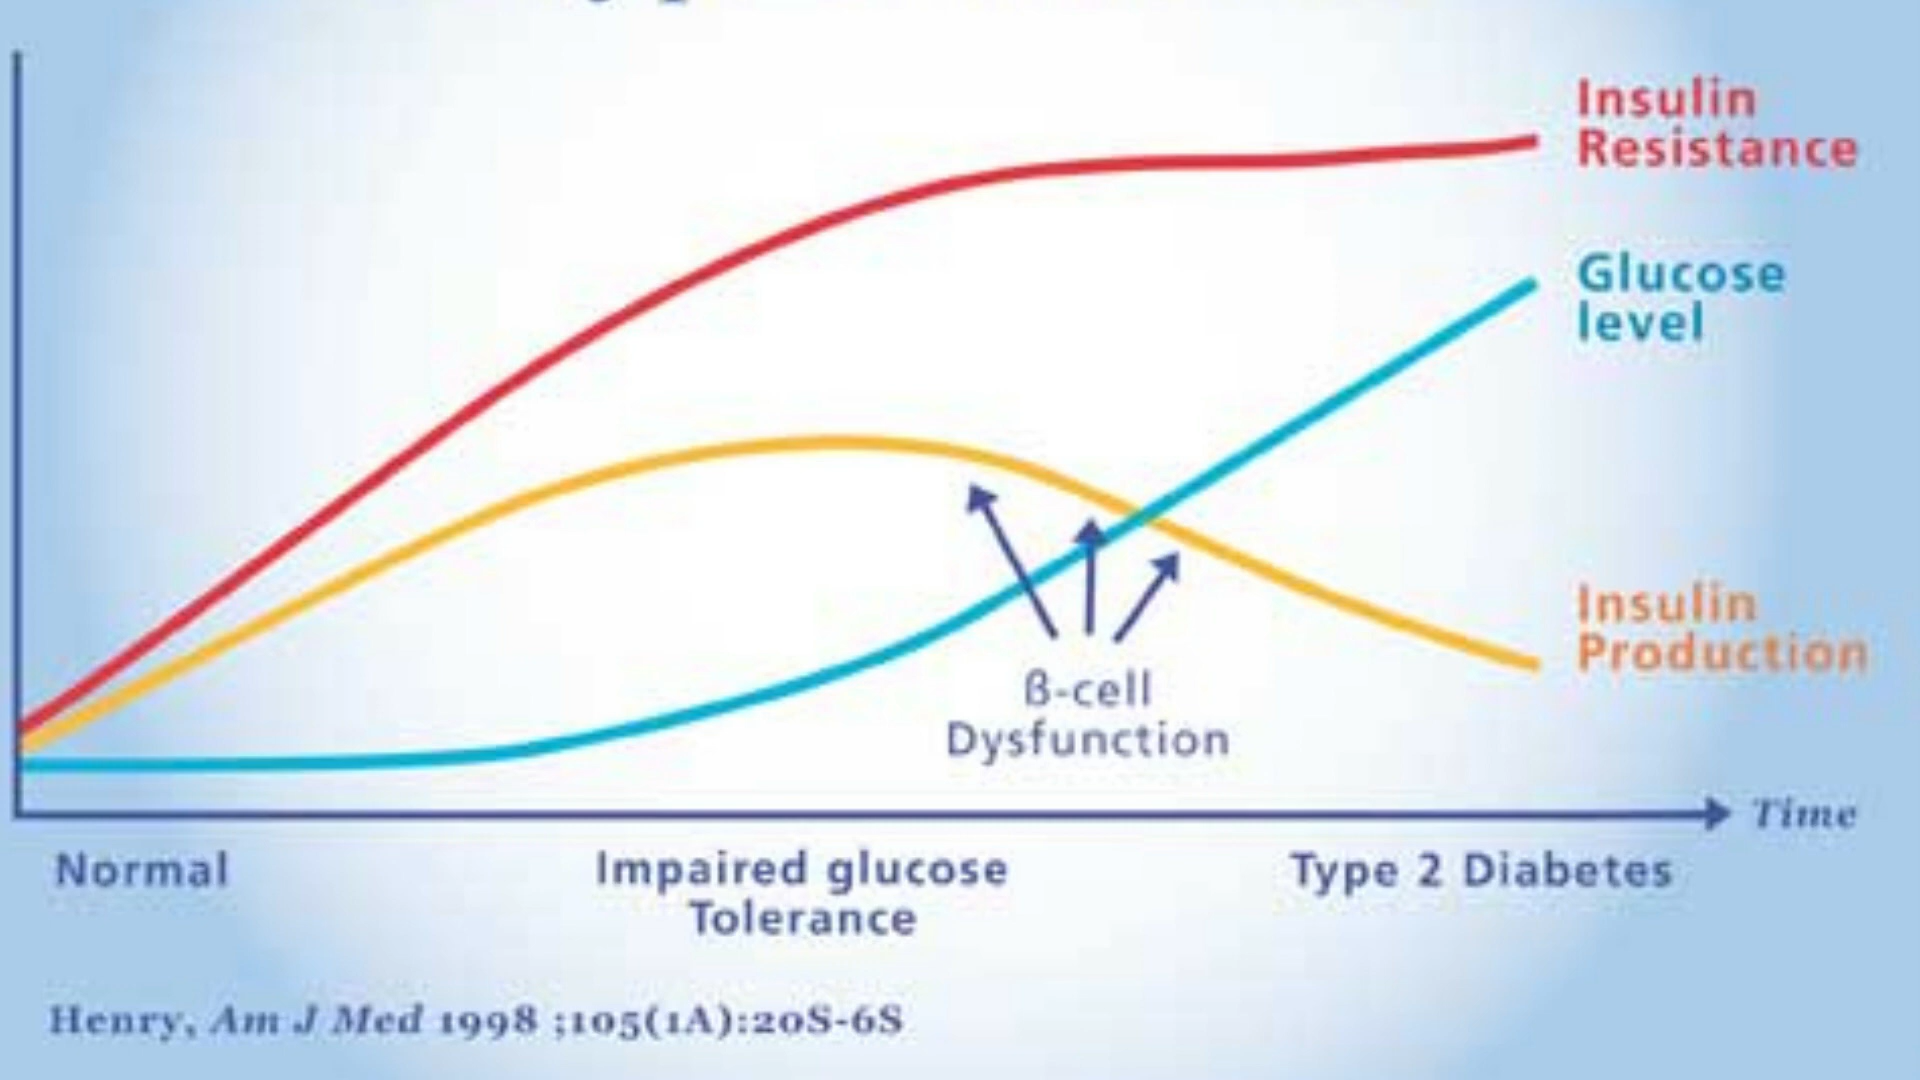 Insulin
Resistance
Glucose
level
Insulin
Production
ß-cell
Dysfunction
Time
Normal
Impaired glucose
Tolerance
Type 2 Diabetes
Henry, Am J Med 1998 ;105(1A):20S-6S